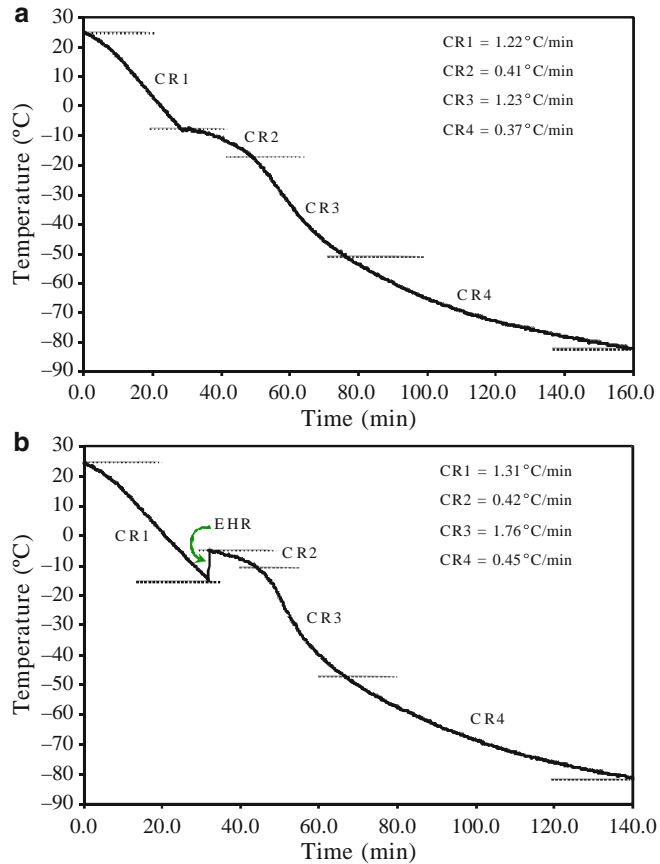 a
30
20
10
0
–10
–20
–30
–40
–50
–60
–70
–80
–90
Temperature (ºC)
CR1
CR2
CR3
CR4
CR1 = 1.22°C/min
CR2 = 0.41°C/min
CR3 = 1.23°C/min
CR4 = 0.37°C/min
0.0 20.0 40.0 60.0 80.0 100.0 120.0 140.0 160.0
Time (min)
b
30
20
10
0
–10
–20
–30
–40
–50
–60
–70
–80
–90
Temperature (ºC)
CR1
EHR
CR2
CR3
CR4
CR1 = 1.31°C/min
CR2 = 0.42°C/min
CR3 = 1.76°C/min
CR4 = 0.45°C/min
0.0 20.0 40.0 60.0 80.0 100.0 120.0 140.0
Time (min)